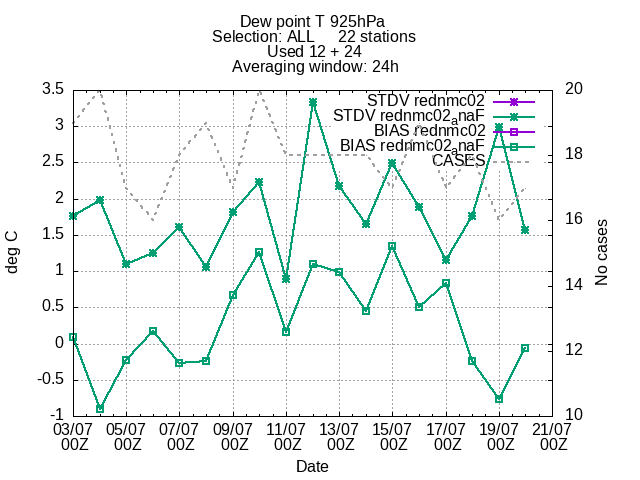 Dew point T 925hPa
Selection: ALL 22 stations
Used 12 + 24
Averaging window: 24h
3.5
3
2.5
2
1.5
1
0.5
0
-0.5
-1
deg C
STDV rednmc02
STDV rednmc02anaF
BIAS rednmc02
BIAS rednmc02anaF
CASES
20
18
16
14
12
10
No cases
03/07 05/07 07/07 09/07 11/07 13/07 15/07 17/07 19/07 21/07
00Z 00Z 00Z 00Z 00Z 00Z 00Z 00Z 00Z 00Z
Date